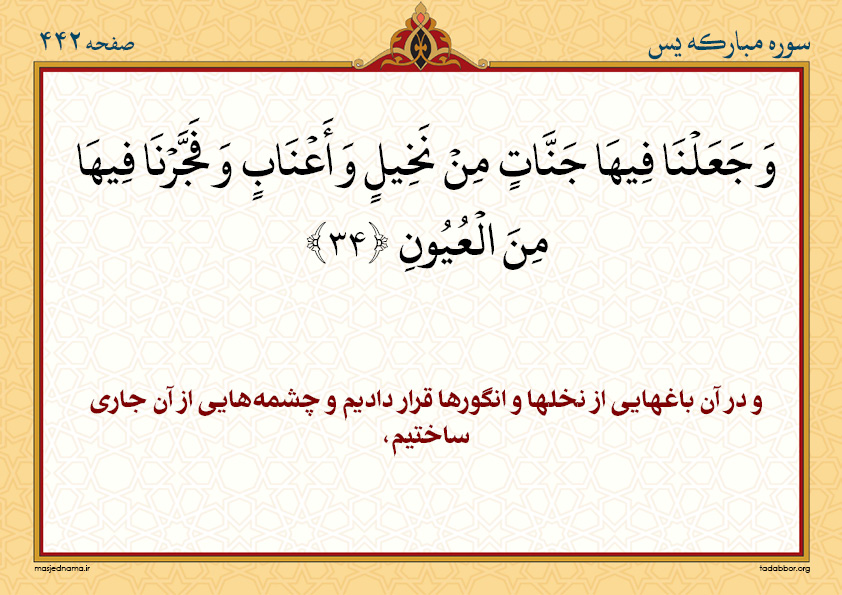 سوره مبارکه یس
صفحه ۴۴۲
وَ جَعَلْنَا فِيهَا جَنَّاتٍ مِنْ نَخِيلٍ وَ أَعْنَابٍ وَ فَجَّرْنَا فِيهَا
مِنَ الْعُيُونِ ﴿۳۴﴾
و در آن باغهایی از نخلها و انگورها قرار دادیم و چشمه‌هایی از آن جاری
ساختیم،
masjednama.ir
tadabbor.org